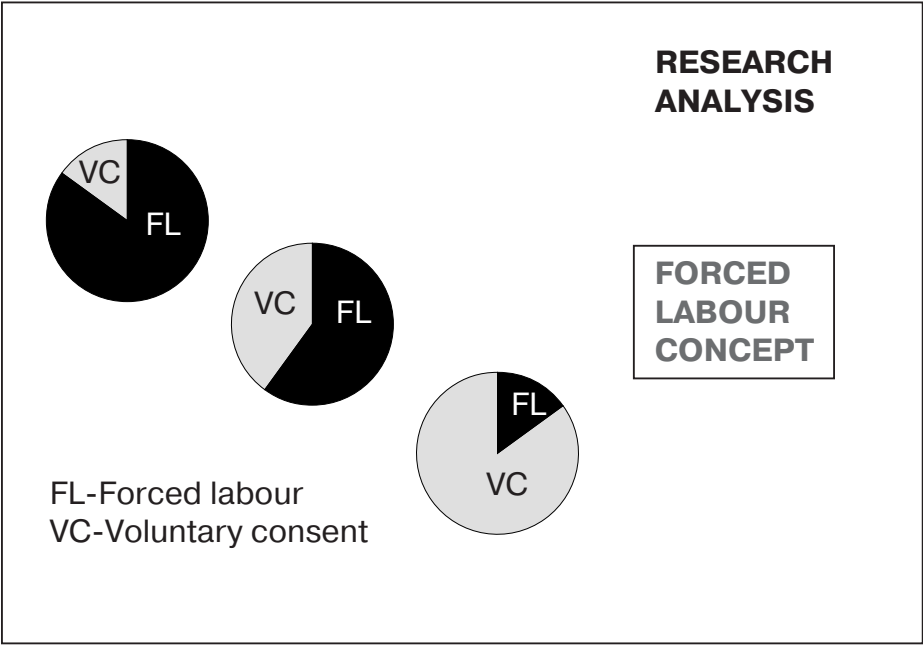 RESEARCH
ANALYSIS
VC
FL
VC
FL
FORCED
LABOUR
CONCEPT
FL
VC
FL-Forced labour
VC-Voluntary consent